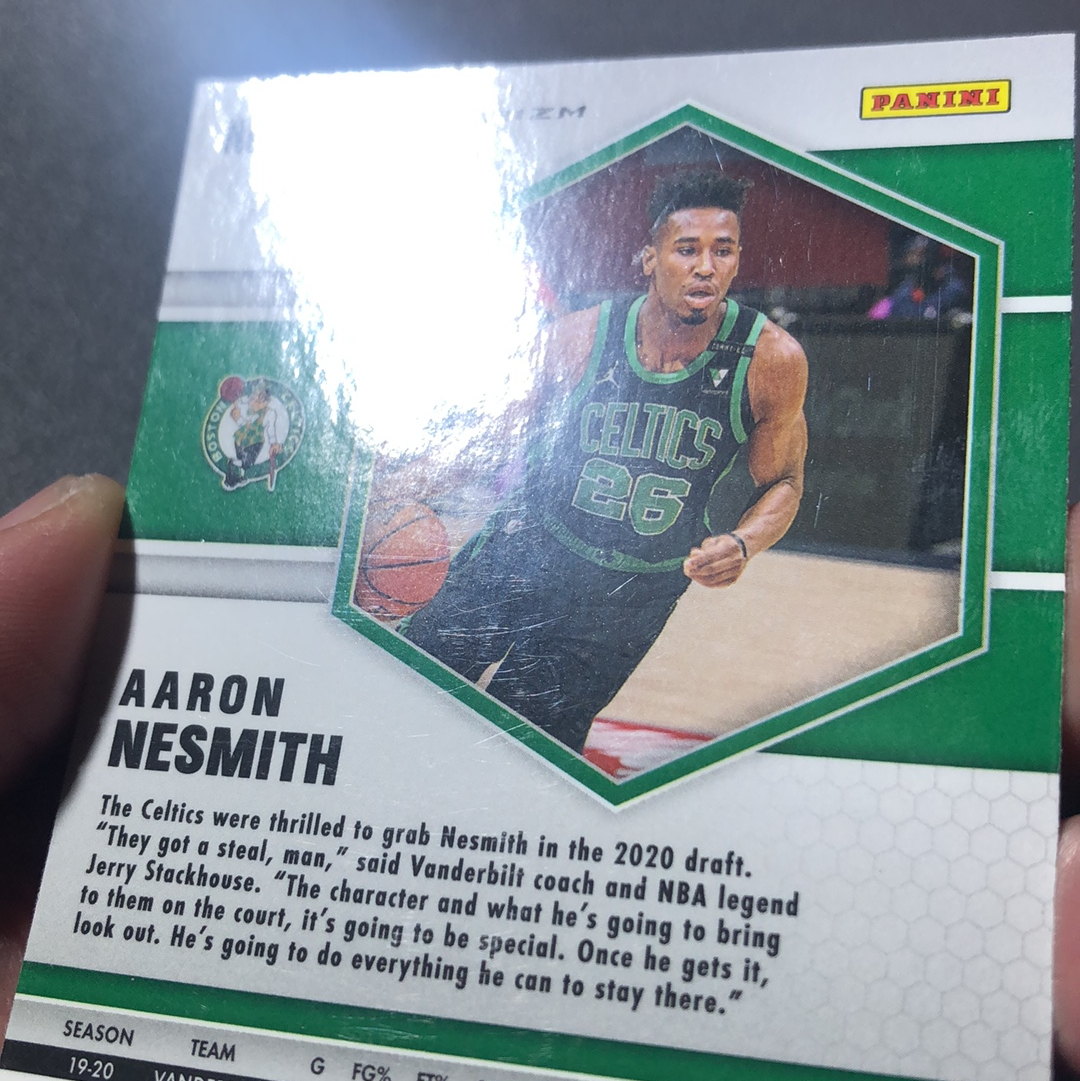 PANINI
BOSTON CELTICS
CELTICS
26
AARON
NESMITH
The Celtics were thrilled to grab Nesmith in the 2020 draft.
“They got a steal, man,” said Vanderbilt coach and NBA legend
Jerry Stackhouse. “The character and what he’s going to bring
to them on the court, it’s going to be special. Once he gets it,
look out. He’s going to do everything he can to stay there.”
SEASON TEAM G FG%
19-20